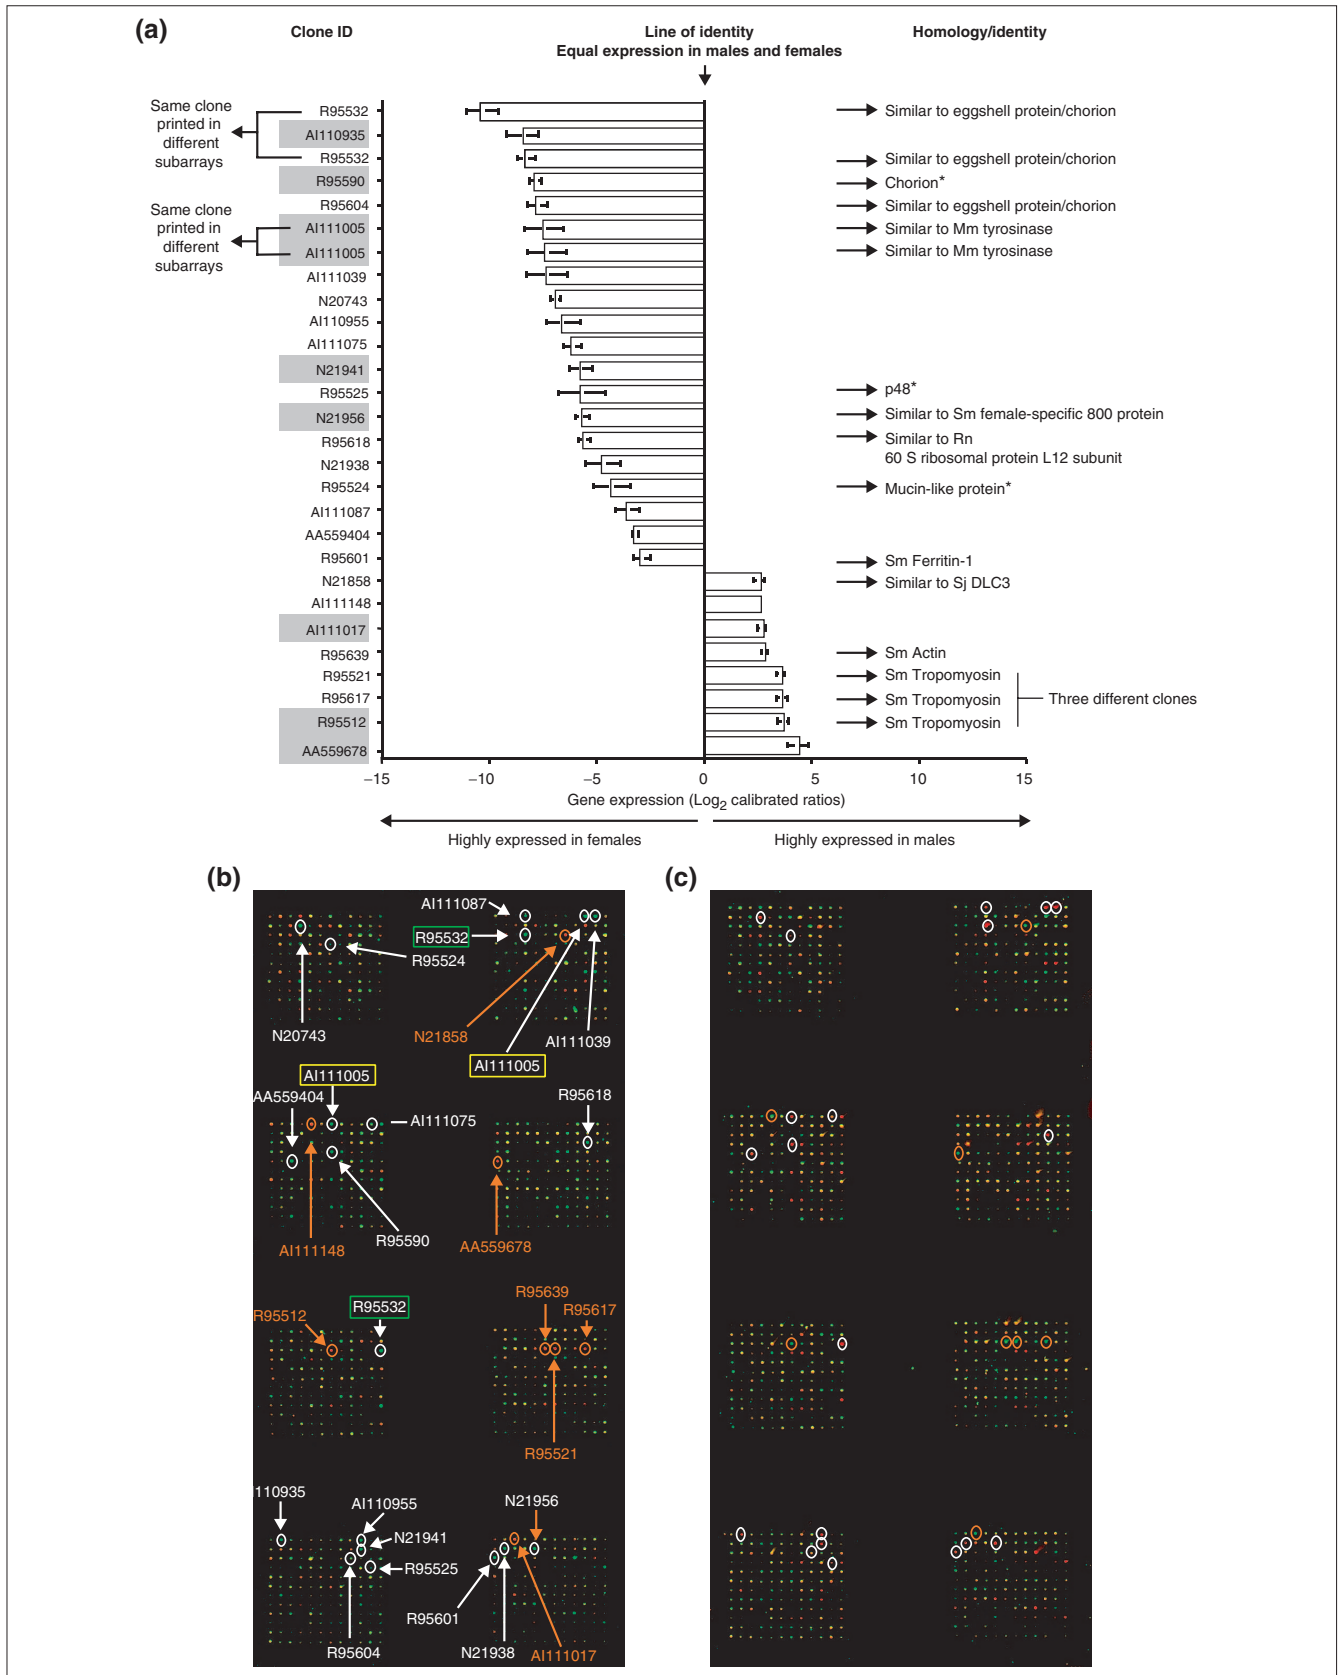 (a)
Clone ID
Line of identity
Equal expression in males and females
Homology/identity
Same clone
printed in
different
subarrays
Same clone
printed in
different
subarrays
R95532
Similar to eggshell protein/chorion
AI110935
R95532
Similar to eggshell protein/chorion
R95590
Chorion*
R95604
Similar to eggshell protein/chorion
AI111005
Similar to Mm tyrosinase
AI111005
Similar to Mm tyrosinase
AI111039
N20743
AI110955
AI111075
N21941
R95525
p48*
N21956
Similar to Sm female-specific 800 protein
R95618
Similar to Rn
60 S ribosomal protein L12 subunit
N21938
R95524
Mucin-like protein*
AI111087
AA559404
R95601
Sm Ferritin-1
N21858
Similar to Sj DLC3
AI111148
AI111017
R95639
Sm Actin
R95521
Sm Tropomyosin
R95617
Sm Tropomyosin
Three different clones
R95512
Sm Tropomyosin
AA559678
−15 −10 −5 0 5 10 15
Gene expression (Log2 calibrated ratios)
Highly expressed in females
Highly expressed in males
(b)
AI111087
R95532
R95524
N20743
N21858
AI111039
AI111005
AI111005
AA559404
AI111075
R95618
R95590
AI111148
AA559678
R95512
R95532
R95639
R95617
R95521
I110935
AI110955
N21941
R95525
R95604
N21956
R95601
N21938
AI111017
(c)